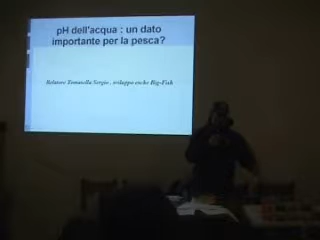 pH dell'acqua : un dato
importante per la pesca?
Relatore Tomasella Sergio , sviluppo esche Big-Fish